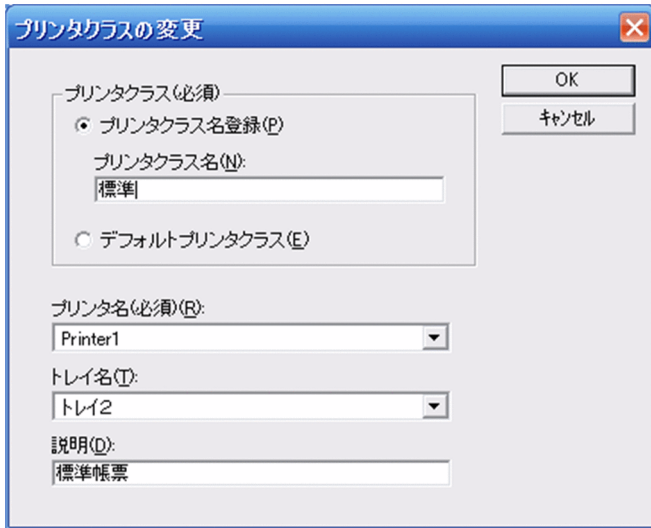 プリンタクラスの変更
プリンタクラス(必須)
プリンタクラス名登録(P)
プリンタクラス名(N):
標準
デフォルトプリンタクラス(E)
OK
キャンセル
プリンタ名(必須)(R):
Printer1
トレイ名(T):
トレイ2
説明(D):
標準帳票